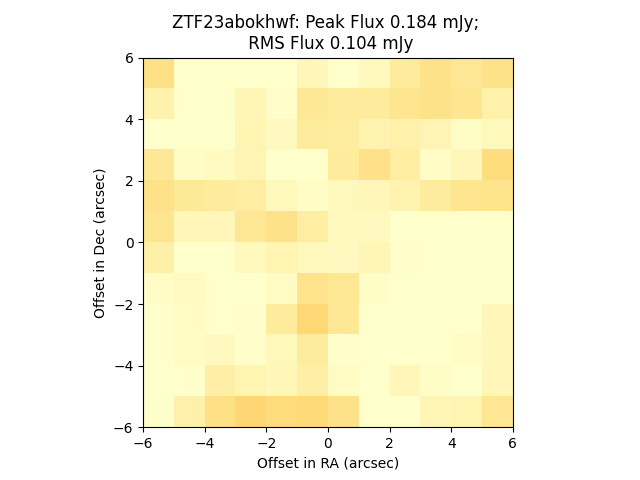 ZTF23abokhwf: Peak Flux 0.184 mJy;
RMS Flux 0.104 mJy
6
4
2
0
−2
−4
−6
Offset in Dec (arcsec)
−6 −4 −2 0 2 4 6
Offset in RA (arcsec)